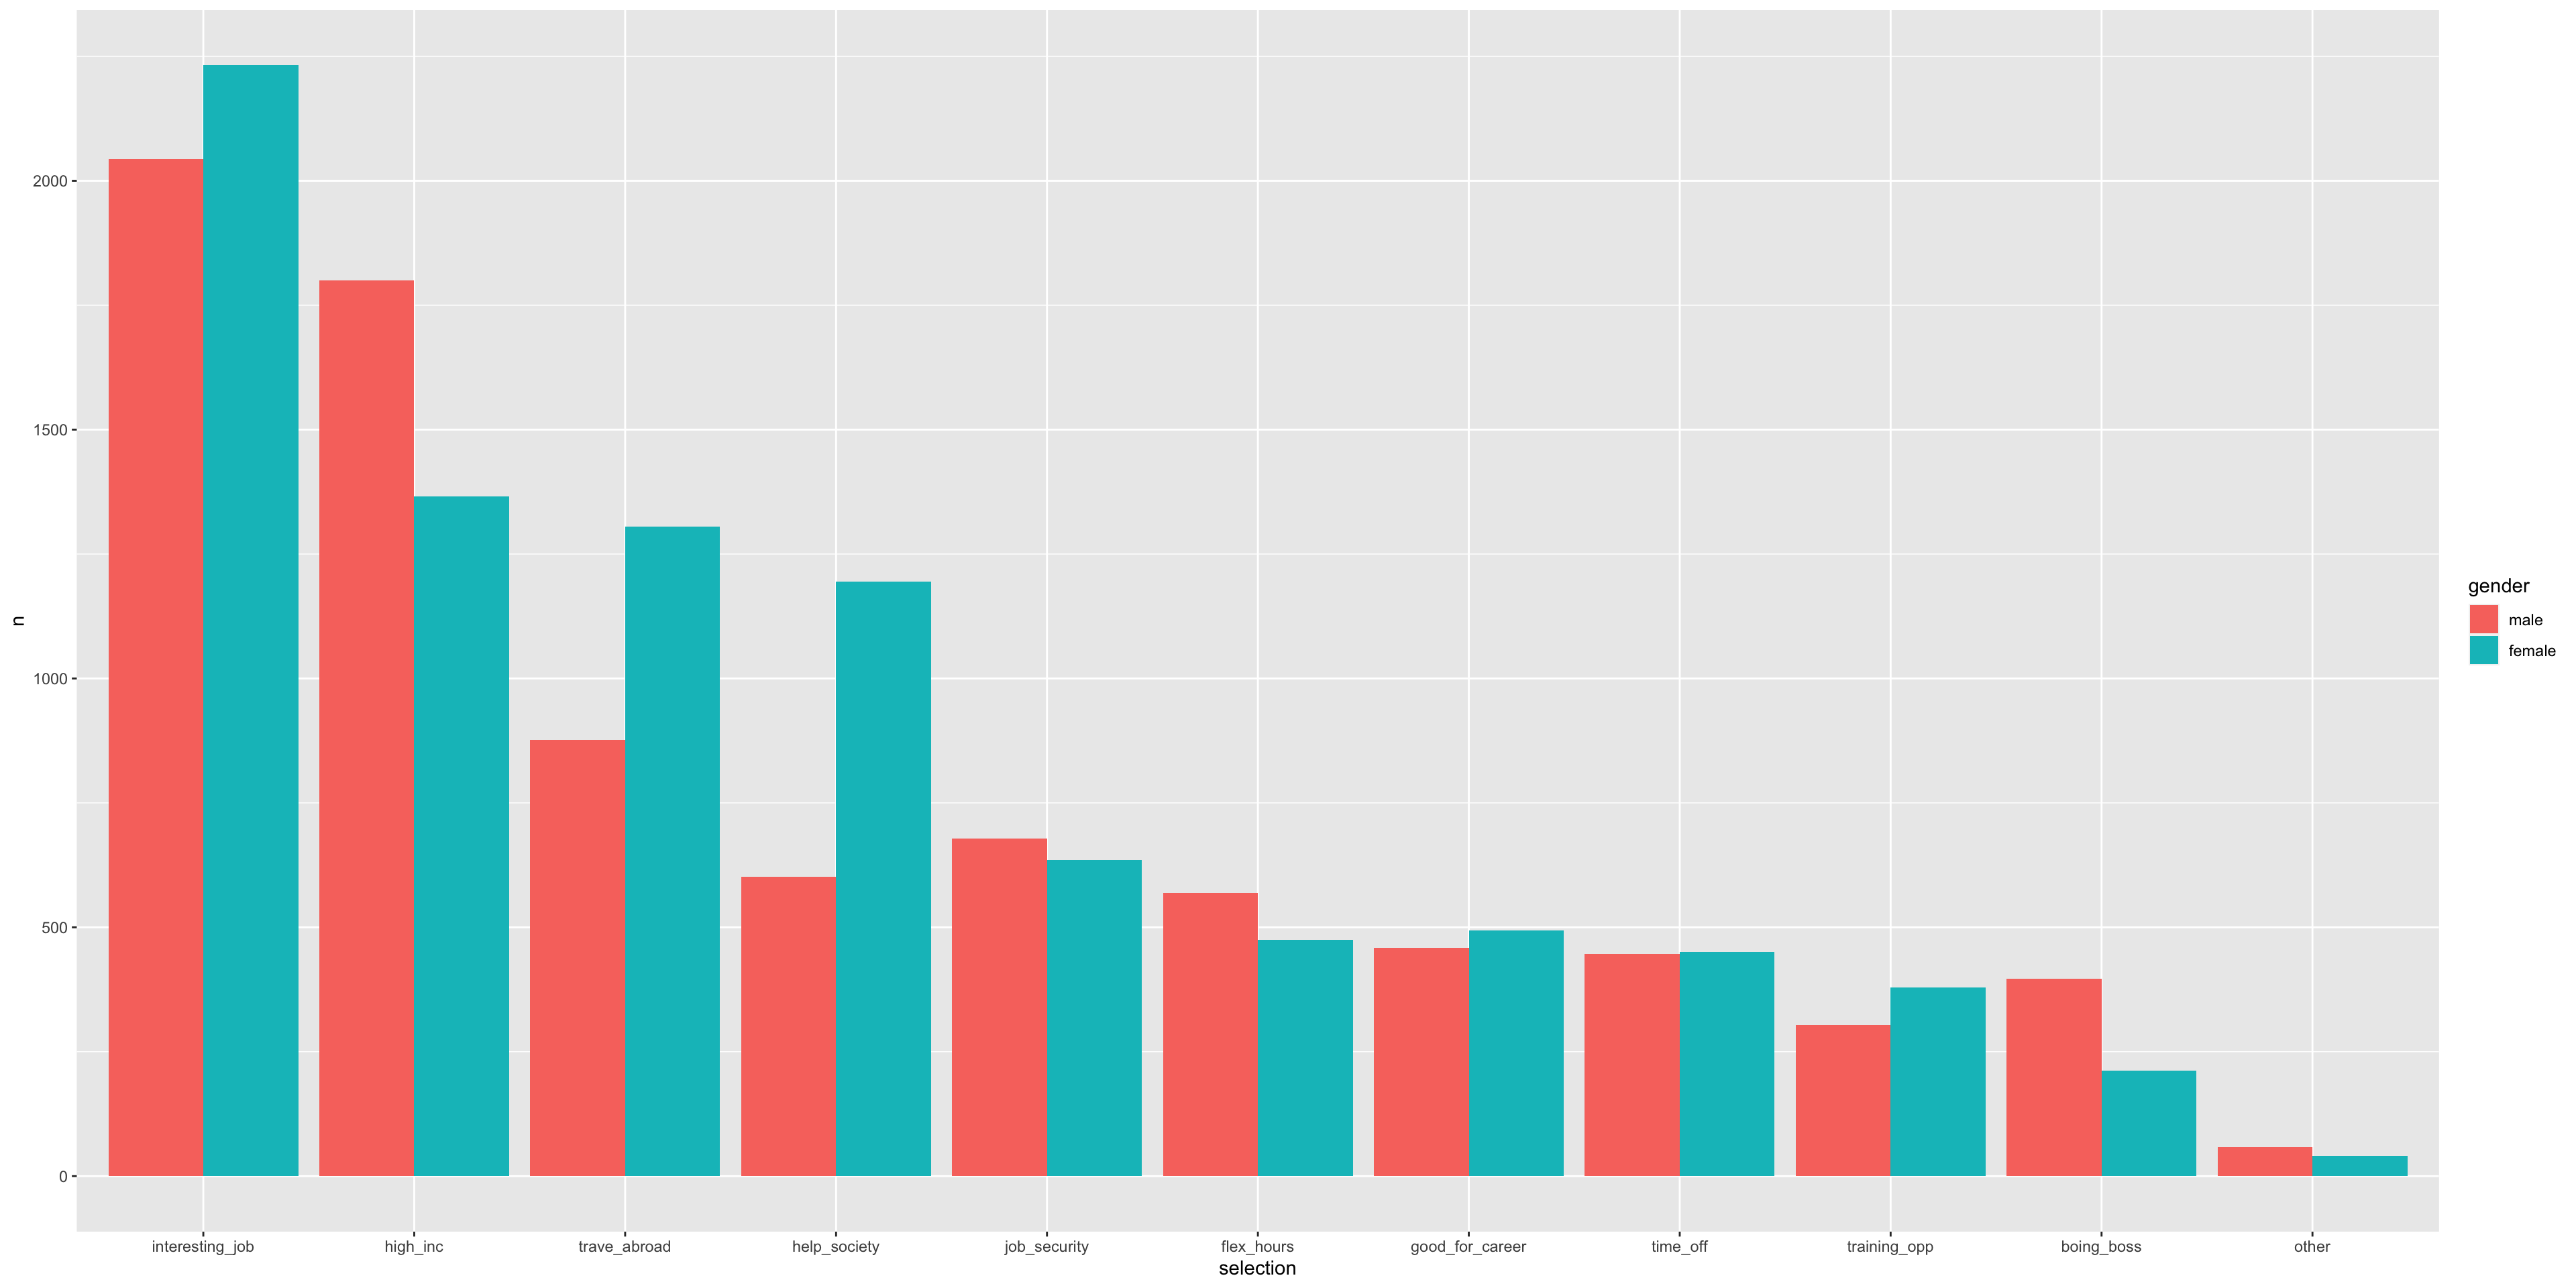 2000
1500
1000
500
0
n
interesting_job high_inc trave_abroad help_society job_security flex_hours good_for_career time_off training_opp boing_boss other
selection
gender
male
female